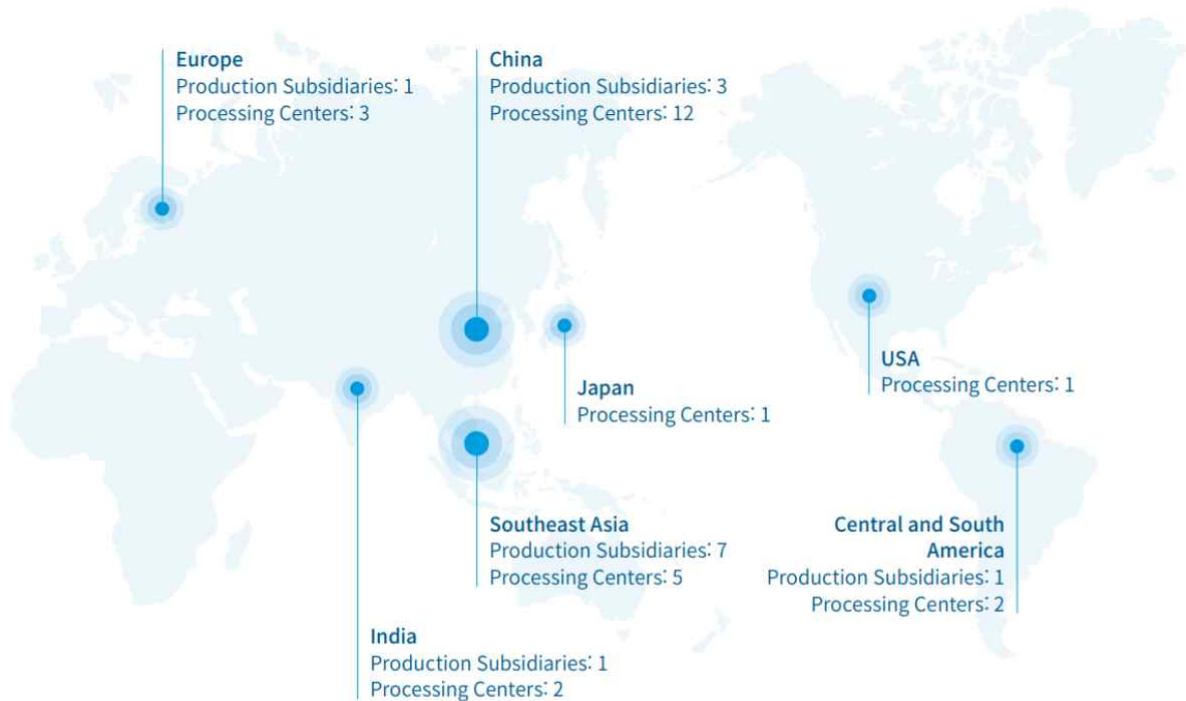 Europe
Production Subsidiaries: 1
Processing Centers: 3
China
Production Subsidiaries: 3
Processing Centers: 12
Japan
Processing Centers: 1
USA
Processing Centers: 1
Southeast Asia
Production Subsidiaries: 7
Processing Centers: 5
Central and South
America
Production Subsidiaries: 1
Processing Centers: 2
India
Production Subsidiaries: 1
Processing Centers: 2